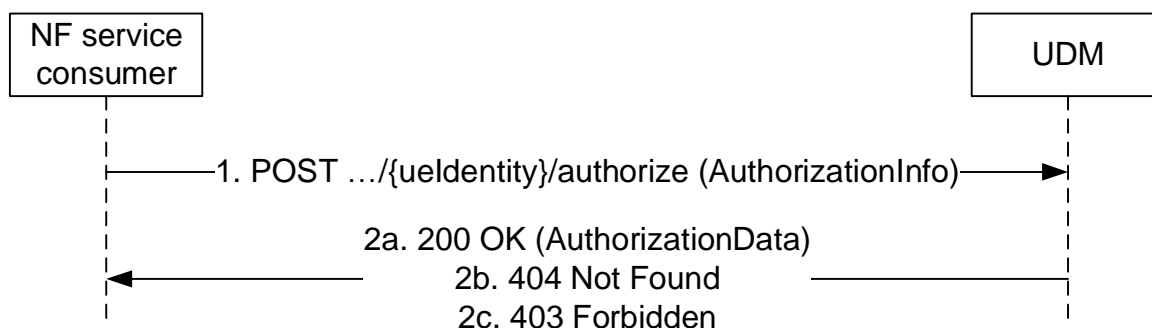 NF service
consumer
UDM
1. POST …/{ueIdentity}/authorize (AuthorizationInfo)
2a. 200 OK (AuthorizationData)
2b. 404 Not Found
2c. 403 Forbidden